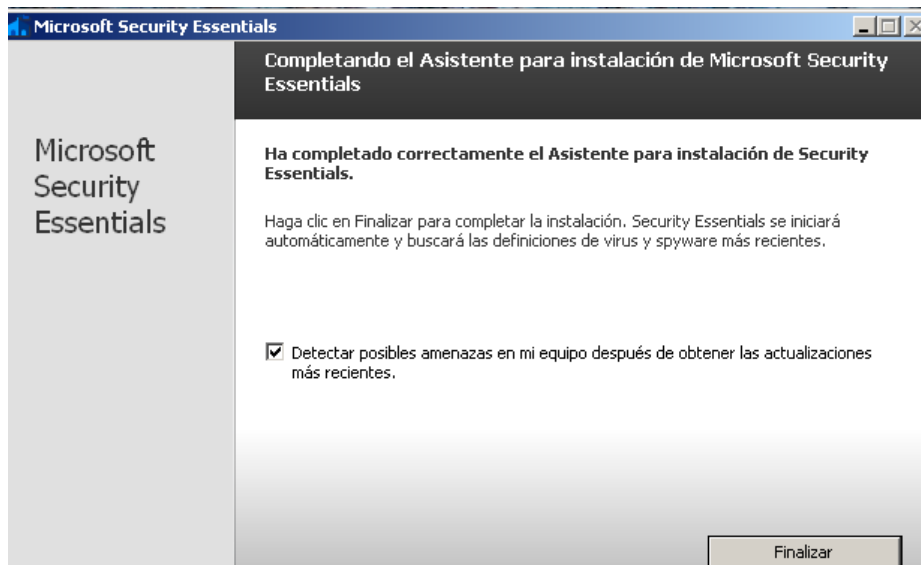 Microsoft Security Essentials
Completando el Asistente para instalación de Microsoft Security
Essentials
Microsoft
Security
Essentials
Ha completado correctamente el Asistente para instalación de Security
Essentials.
Haga clic en Finalizar para completar la instalación. Security Essentials se iniciará
automáticamente y buscará las definiciones de virus y spyware más recientes.
Detectar posibles amenazas en mi equipo después de obtener las actualizaciones
más recientes.
Finalizar